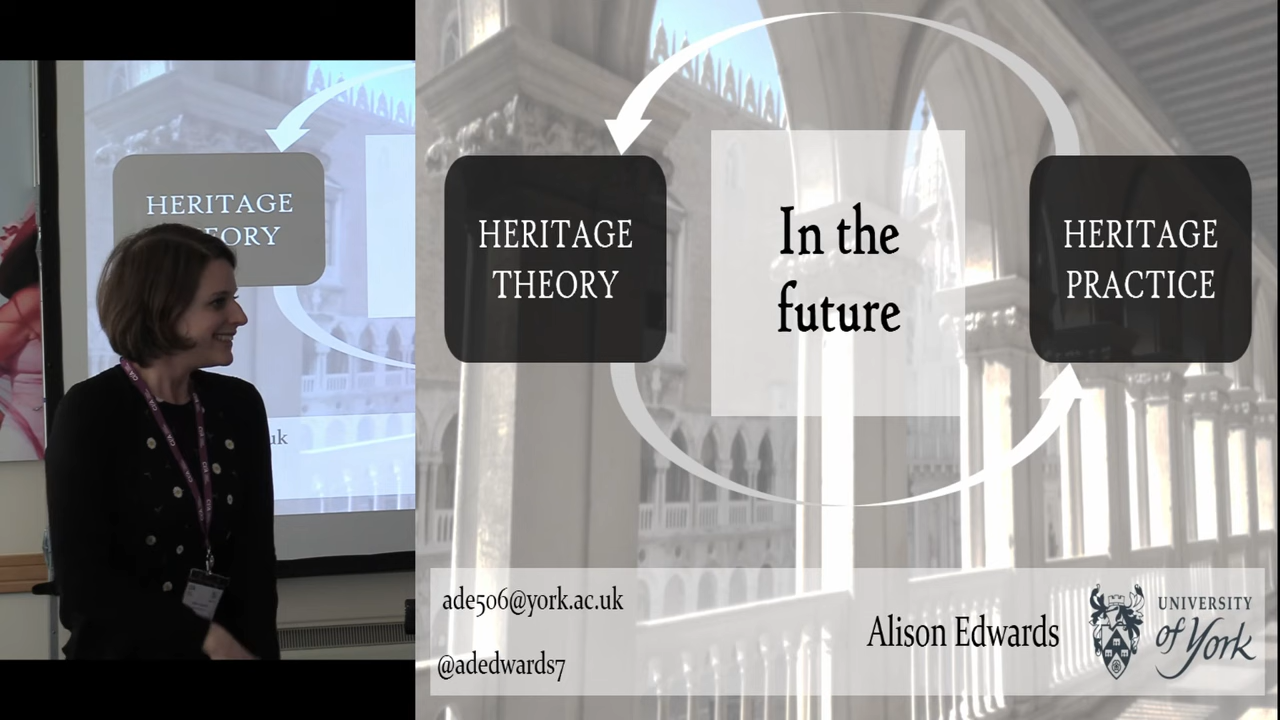 HERITAGE
THEORY
uk
HERITAGE
THEORY
In the
future
HERITAGE
PRACTICE
ade506@york.ac.uk
@adedwards7
Alison Edwards
UNIVERSITY
of York